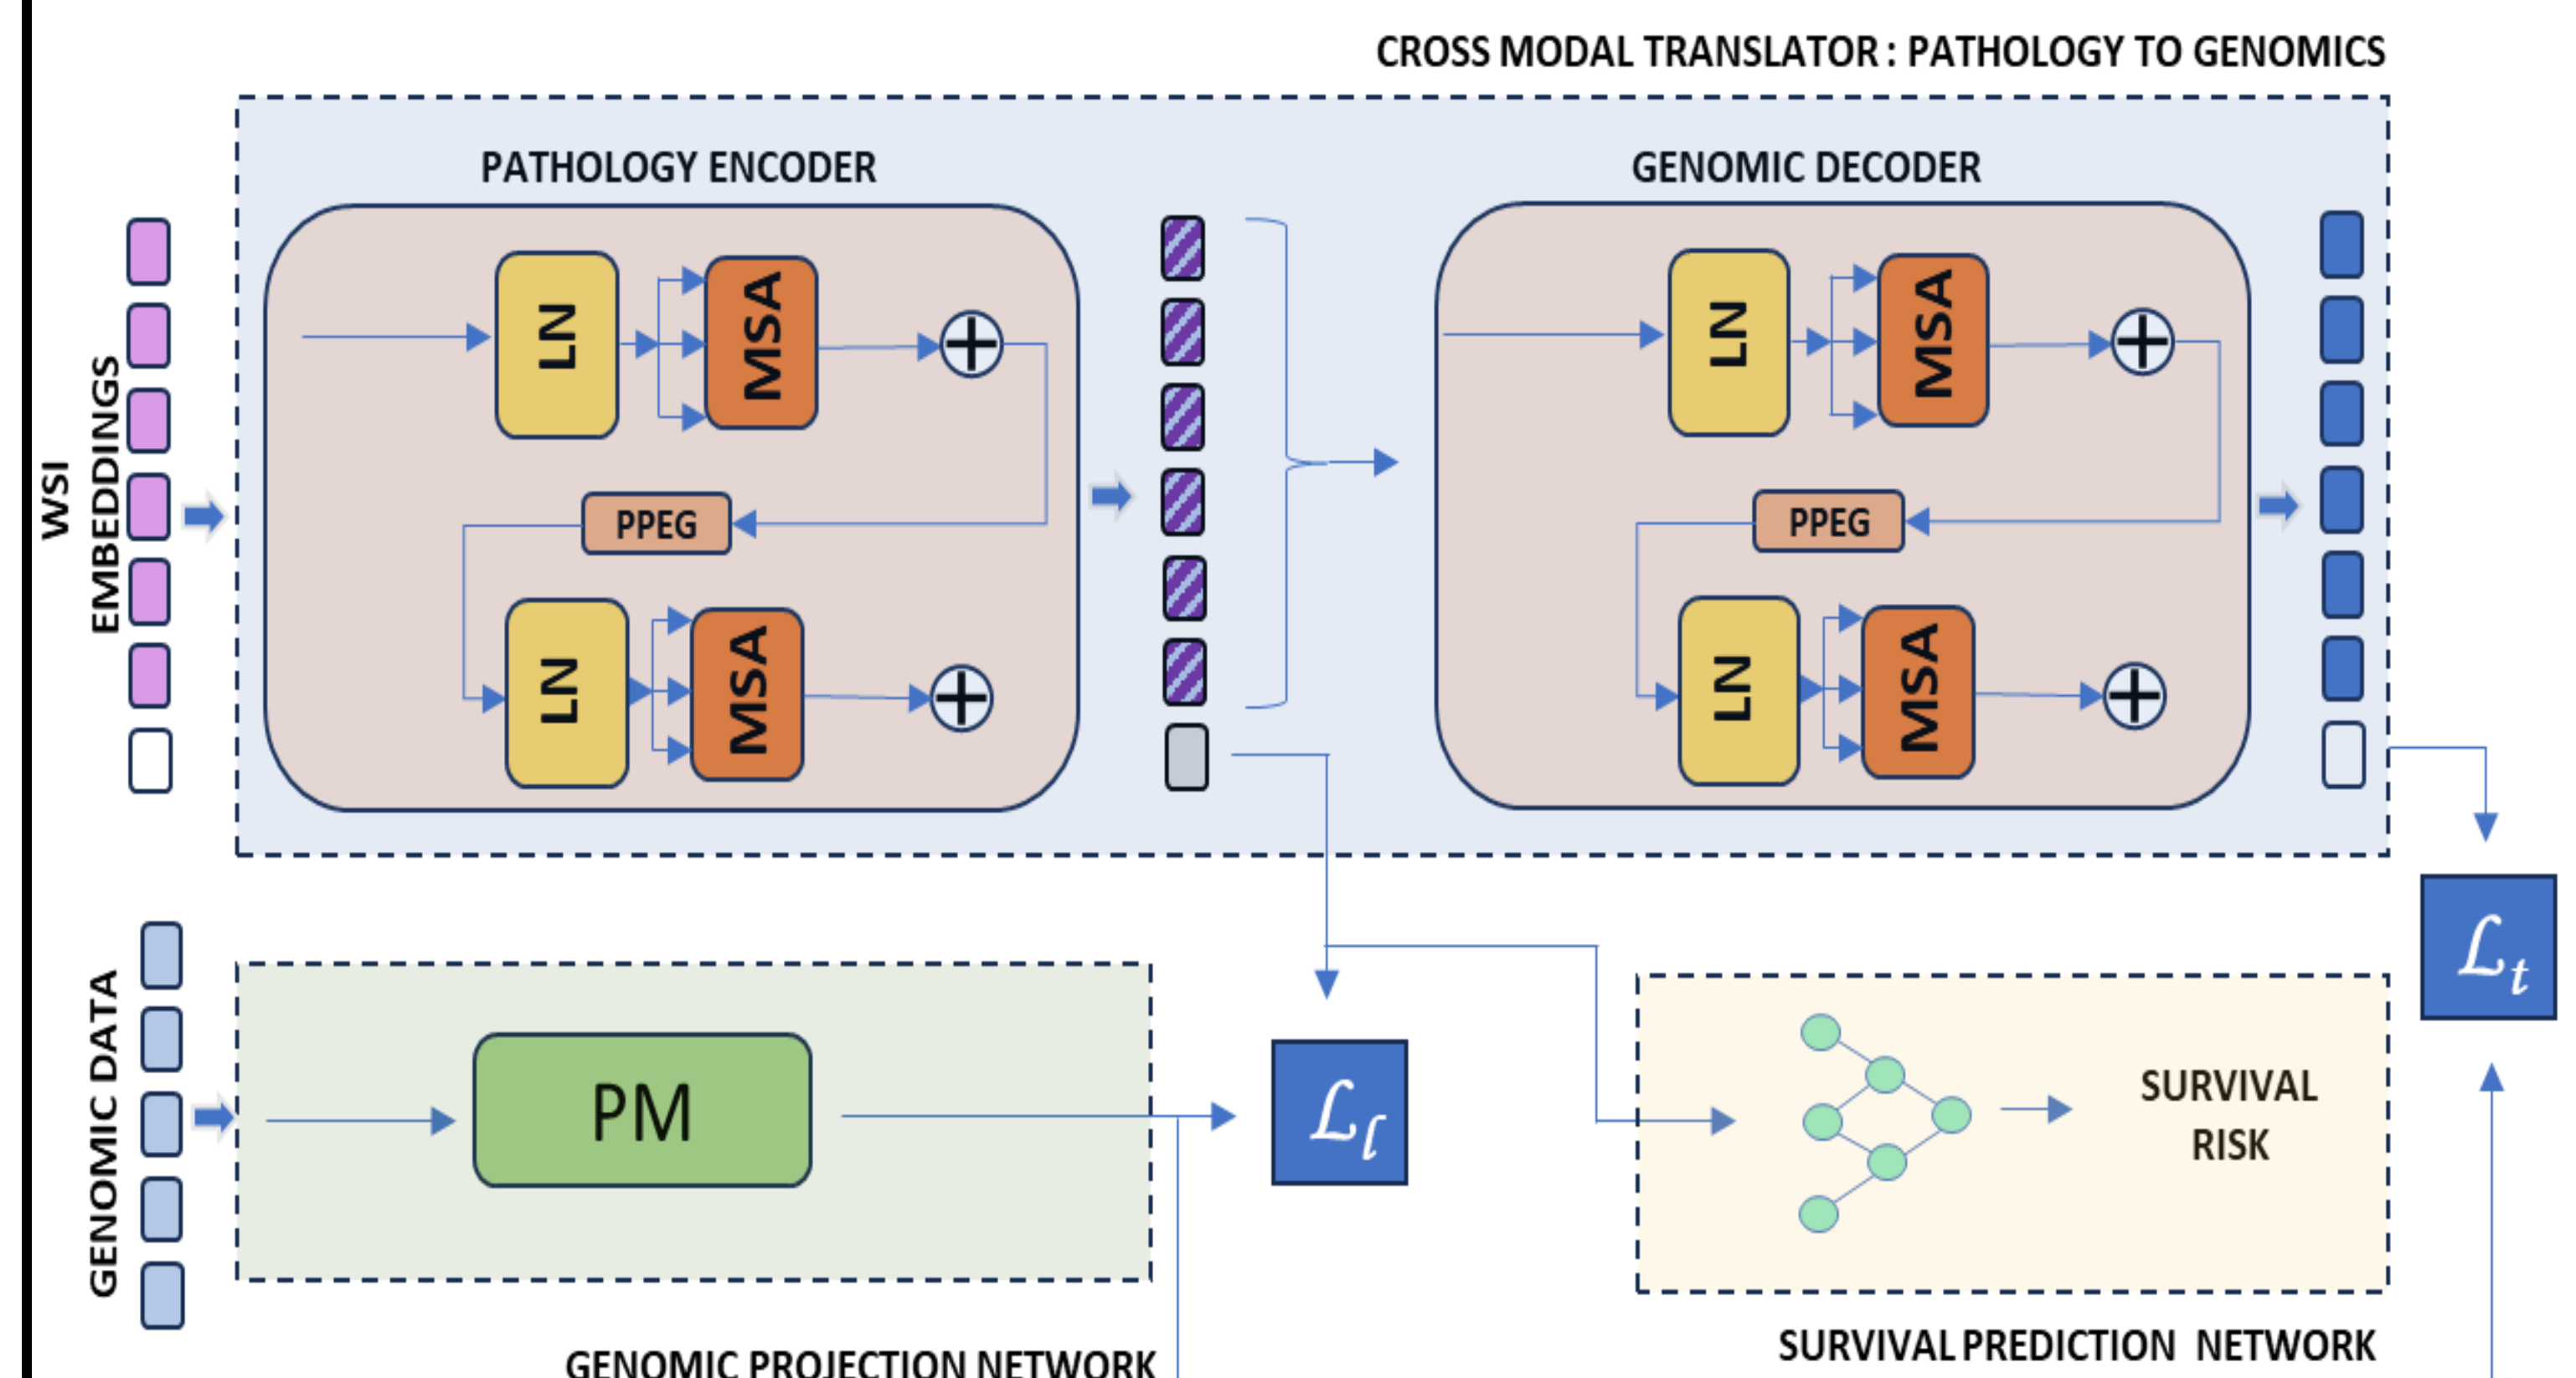 CROSS MODAL TRANSLATOR : PATHOLOGY TO GENOMICS
PATHOLOGY ENCODER
GENOMIC DECODER
WSI
EMBEDDINGS
LN
MSA
PPEG
LN
MSA
LN
MSA
PPEG
LN
MSA
GENOMIC DATA
PM
ℒl
ℒt
SURVIVAL
RISK
GENOMIC PROJECTION NETWORK
SURVIVAL PREDICTION NETWORK